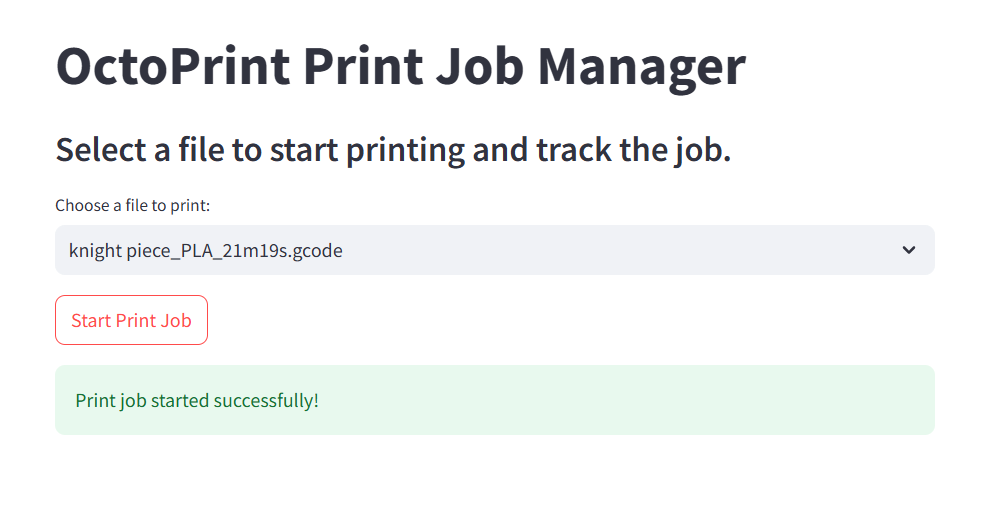 OctoPrint Print Job Manager
Select a file to start printing and track the job.
Choose a file to print:
knight piece_PLA_21m19s.gcode
Start Print Job
Print job started successfully!